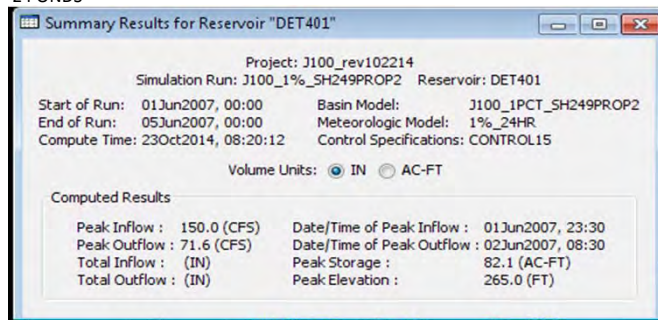 2 PONDS
Summary Results for Reservoir "DET401"
Project: J100_rev102214
Simulation Run: J100_1%_SH249PROP2 Reservoir: DET401
Start of Run: 01Jun2007, 00:00 Basin Model: J100_1PCT_SH249PROP2
End of Run: 05Jun2007, 00:00 Meteorologic Model: 1%_24HR
Compute Time: 23Oct2014, 08:20:12 Control Specifications: CONTROL15
Volume Units: IN AC-FT
Computed Results
Peak Inflow : 150.0 (CFS) Date/Time of Peak Inflow : 01Jun2007, 23:30
Peak Outflow : 71.6 (CFS) Date/Time of Peak Outflow : 02Jun2007, 08:30
Total Inflow : (IN) Peak Storage : 82.1 (AC-FT)
Total Outflow : (IN) Peak Elevation : 265.0 (FT)